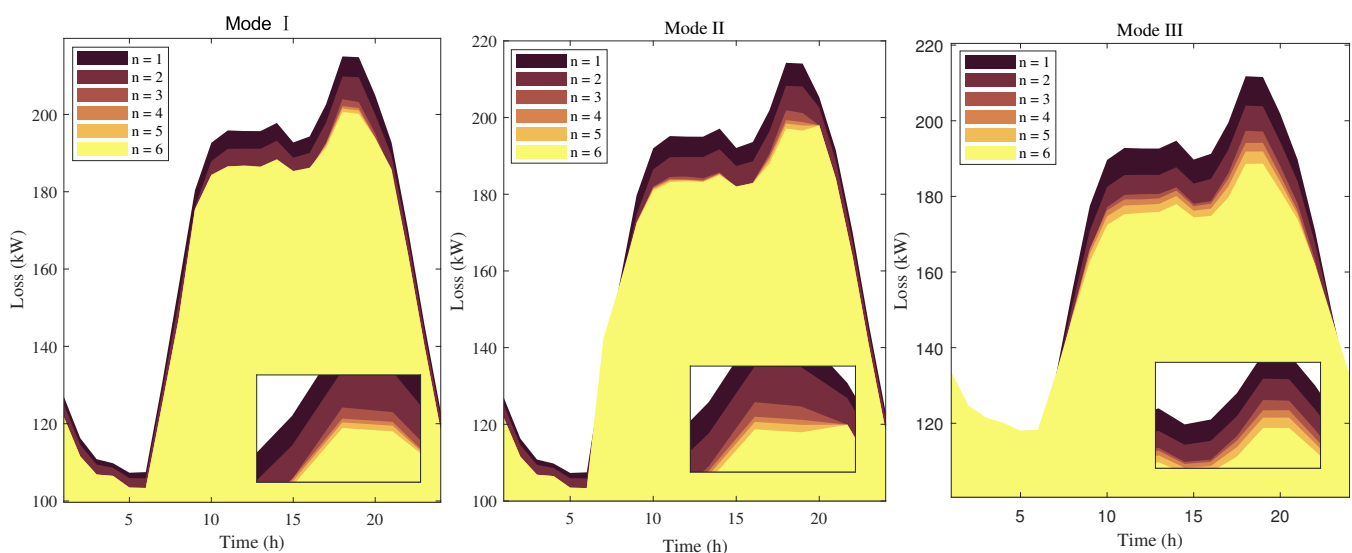 Mode Ⅰ
n = 1
n = 2
n = 3
n = 4
n = 5
n = 6
200
180
160
140
120
100
Loss (kW)
5
10
15
20
Time (h)
Mode II
n = 1
n = 2
n = 3
n = 4
n = 5
n = 6
220
200
180
160
140
120
100
Loss (kW)
5
10
15
20
Time (h)
Mode III
n = 1
n = 2
n = 3
n = 4
n = 5
n = 6
220
200
180
160
140
120
Loss (kW)
5
10
15
20
Time (h)